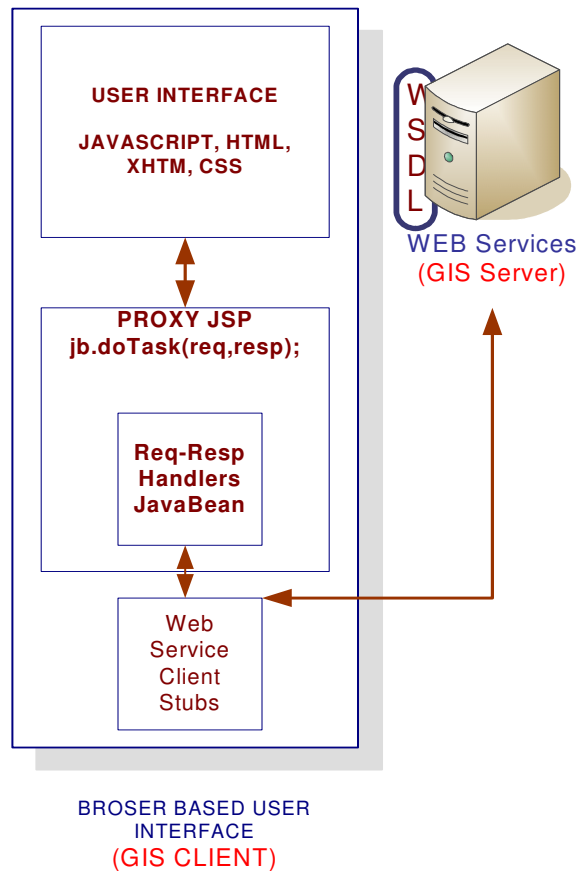 USER INTERFACE
JAVASCRIPT, HTML,
XHTM, CSS
W
S
D
L
WEB Services
(GIS Server)
PROXY JSP
jb.doTask(req,resp);
Req-Resp
Handlers
JavaBean
Web
Service
Client
Stubs
BROSER BASED USER
INTERFACE
(GIS CLIENT)